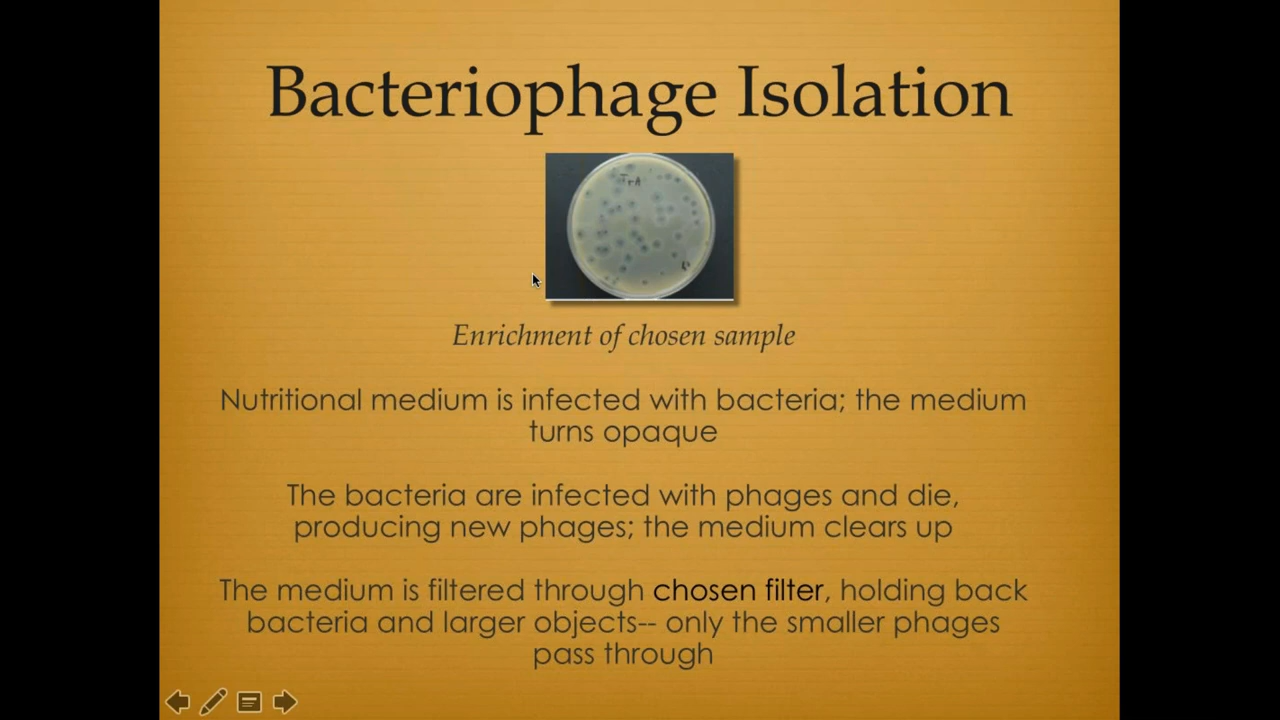 Bacteriophage Isolation
TrA
Enrichment of chosen sample
Nutritional medium is infected with bacteria; the medium
turns opaque
The bacteria are infected with phages and die,
producing new phages; the medium clears up
The medium is filtered through chosen filter, holding back
bacteria and larger objects-- only the smaller phages
pass through